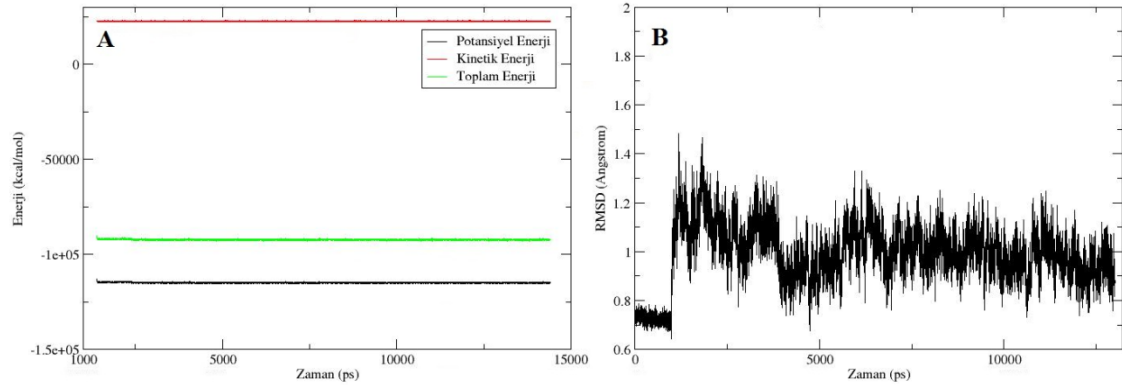 A
Potansiyel Enerji
Kinetik Enerji
Toplam Enerji
0
-50000
-1e+05
-1.5e+05
Enerji (kcal/mol)
1000
5000
10000
15000
Zaman (ps)
B
2
1.8
1.6
1.4
1.2
1
0.8
0.6
RMSD (Angstrom)
0
5000
10000
Zaman (ps)